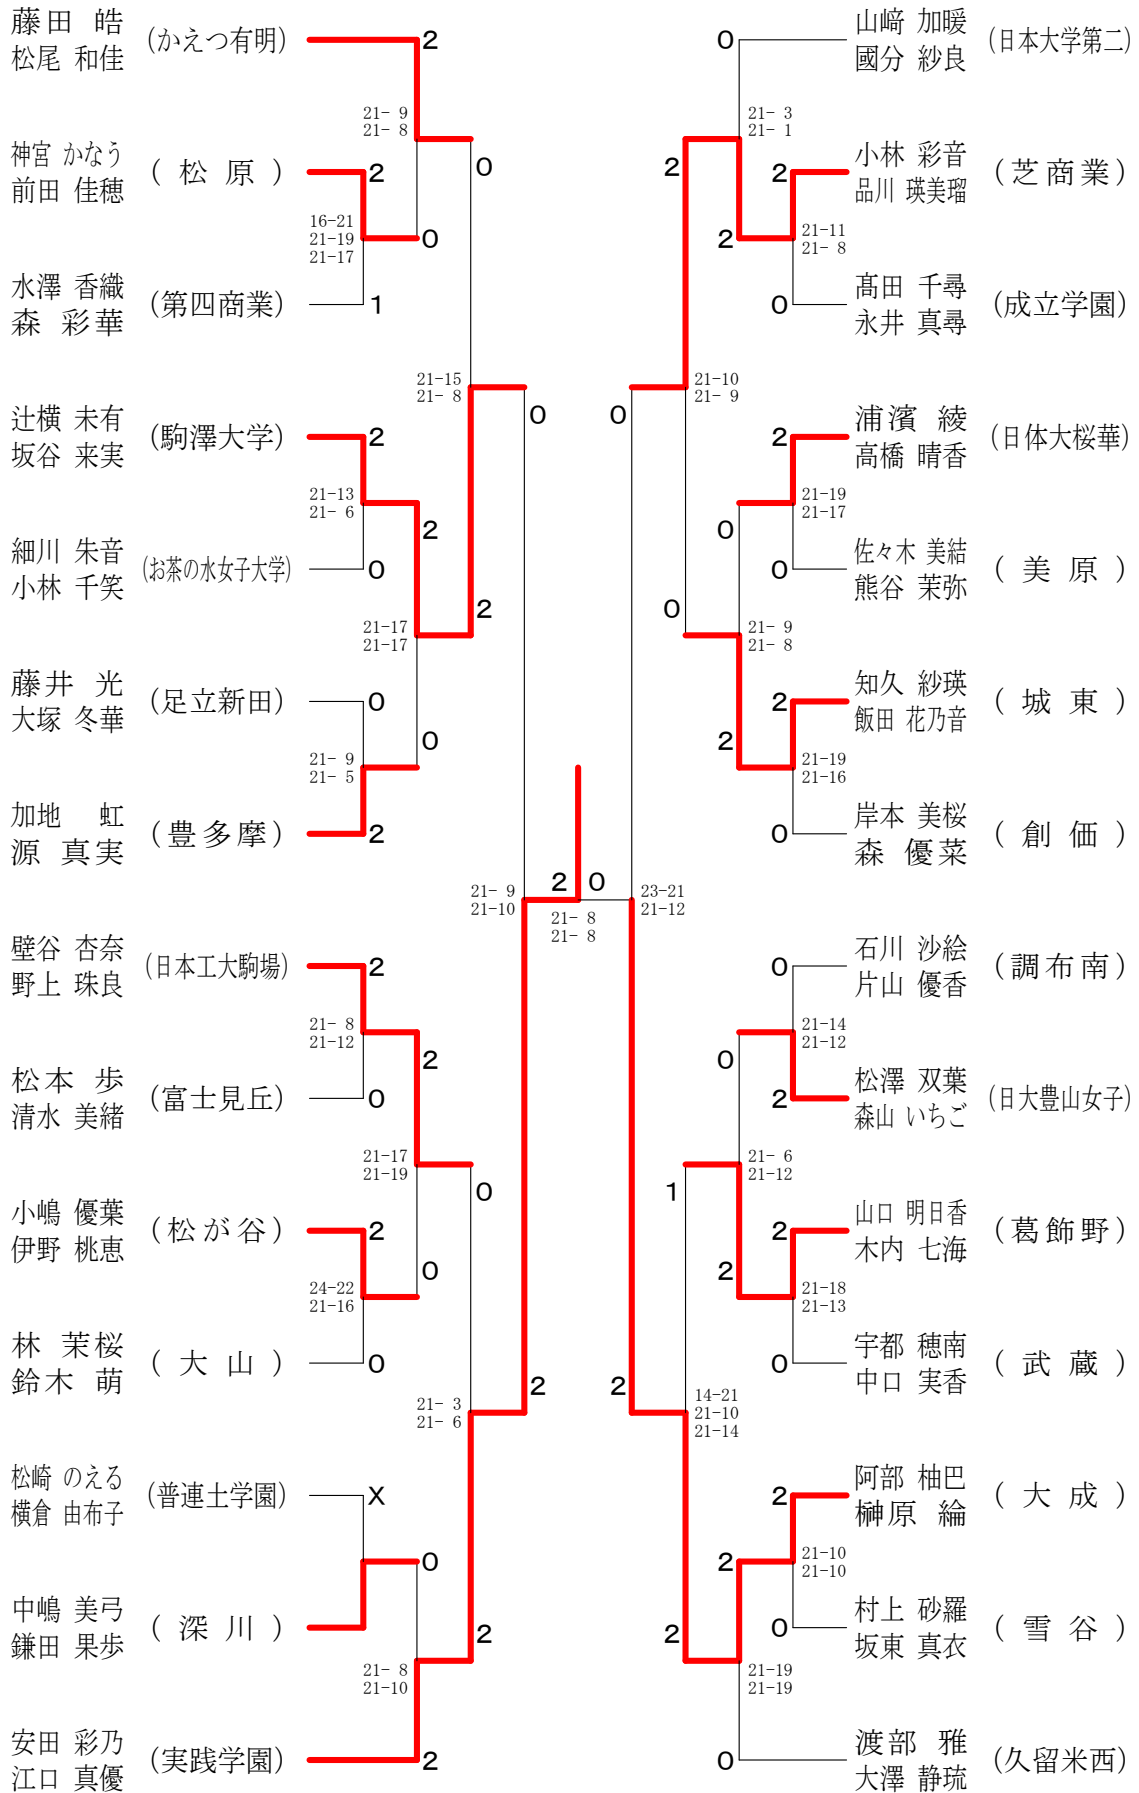 藤田 皓
松尾 和佳
(かえつ有明)
2
21- 9
21- 8
神宮 かなう
前田 佳穂
( 松 原 )
2
0
16-21
21-19
21-17
0
水澤 香織
森 彩華
(第四商業)
1
21-15
21- 8
0
辻横 未有
坂谷 来実
(駒澤大学)
2
21-13
21- 6
2
細川 朱音
小林 千笑
(お茶の水女子大学)
0
2
21-17
21-17
藤井 光
大塚 冬華
(足立新田)
0
0
21- 9
21- 5
加地 虹
源 真実
(豊多摩)
2
21- 9
21-10
壁谷 杏奈
野上 珠良
(日本工大駒場)
2
21- 8
21-12
2
松本 歩
清水 美緒
(富士見丘)
0
21-17
21-19
0
小嶋 優葉
伊野 桃恵
(松が谷)
2
0
24-22
21-16
林 茉桜
鈴木 萌
( 大 山 )
0
2
21- 3
21- 6
松崎 のえる
横倉 由布子
(普連土学園)
X
0
中嶋 美弓
鎌田 果歩
( 深 川 )
2
21- 8
21-10
安田 彩乃
江口 真優
(実践学園)
2
2
0
21- 8
21- 8
山﨑 加暖
國分 紗良
(日本大学第二)
0
21- 3
21- 1
2
小林 彩音
品川 瑛美瑠
(芝商業)
2
2
21-11
21- 8
髙田 千尋
永井 真尋
(成立学園)
0
21-10
21- 9
0
浦濱 綾
高橋 晴香
(日体大桜華)
2
21-19
21-17
0
佐々木 美結
熊谷 茉弥
( 美 原 )
0
0
21- 9
21- 8
知久 紗瑛
飯田 花乃音
( 城 東 )
2
2
21-19
21-16
岸本 美桜
森 優菜
( 創 価 )
0
23-21
21-12
石川 沙絵
片山 優香
(調布南)
0
21-14
21-12
0
松澤 双葉
森山 いちご
(日大豊山女子)
2
21- 6
21-12
1
山口 明日香
木内 七海
(葛飾野)
2
2
21-18
21-13
宇都 穂南
中口 実香
( 武 蔵 )
0
2
14-21
21-10
21-14
阿部 柚巴
榊原 綸
( 大 成 )
2
21-10
21-10
2
村上 砂羅
坂東 真衣
( 雪 谷 )
0
2
21-19
21-19
渡部 雅
大澤 静琉
(久留米西)
0